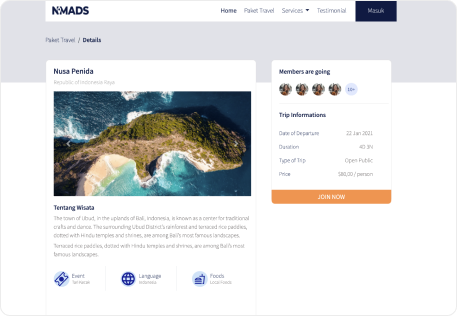 NOMADS
Home Paket Travel Services Testimonial Masuk
Paket Travel / Details
Nusa Penida
Republic of Indonesia Raya
Tentang Wisata
The town of Ubud, in the uplands of Bali, Indonesia, is known as a center for traditional
crafts and dance. The surrounding Ubud District's rainforest and terraced rice paddies,
dotted with Hindu temples and shrines, are among Bali's most famous landscapes.
Terraced rice paddies, dotted with Hindu temples and shrines, are among Bali's most
famous landscapes.
Event
Tari Kecak
Language
Indonesia
Foods
Local Foods
Members are going
10+
Trip Informations
Date of Departure 22 Jan 2021
Duration 4D 3N
Type of Trip Open Public
Price $80,00 / person
JOIN NOW